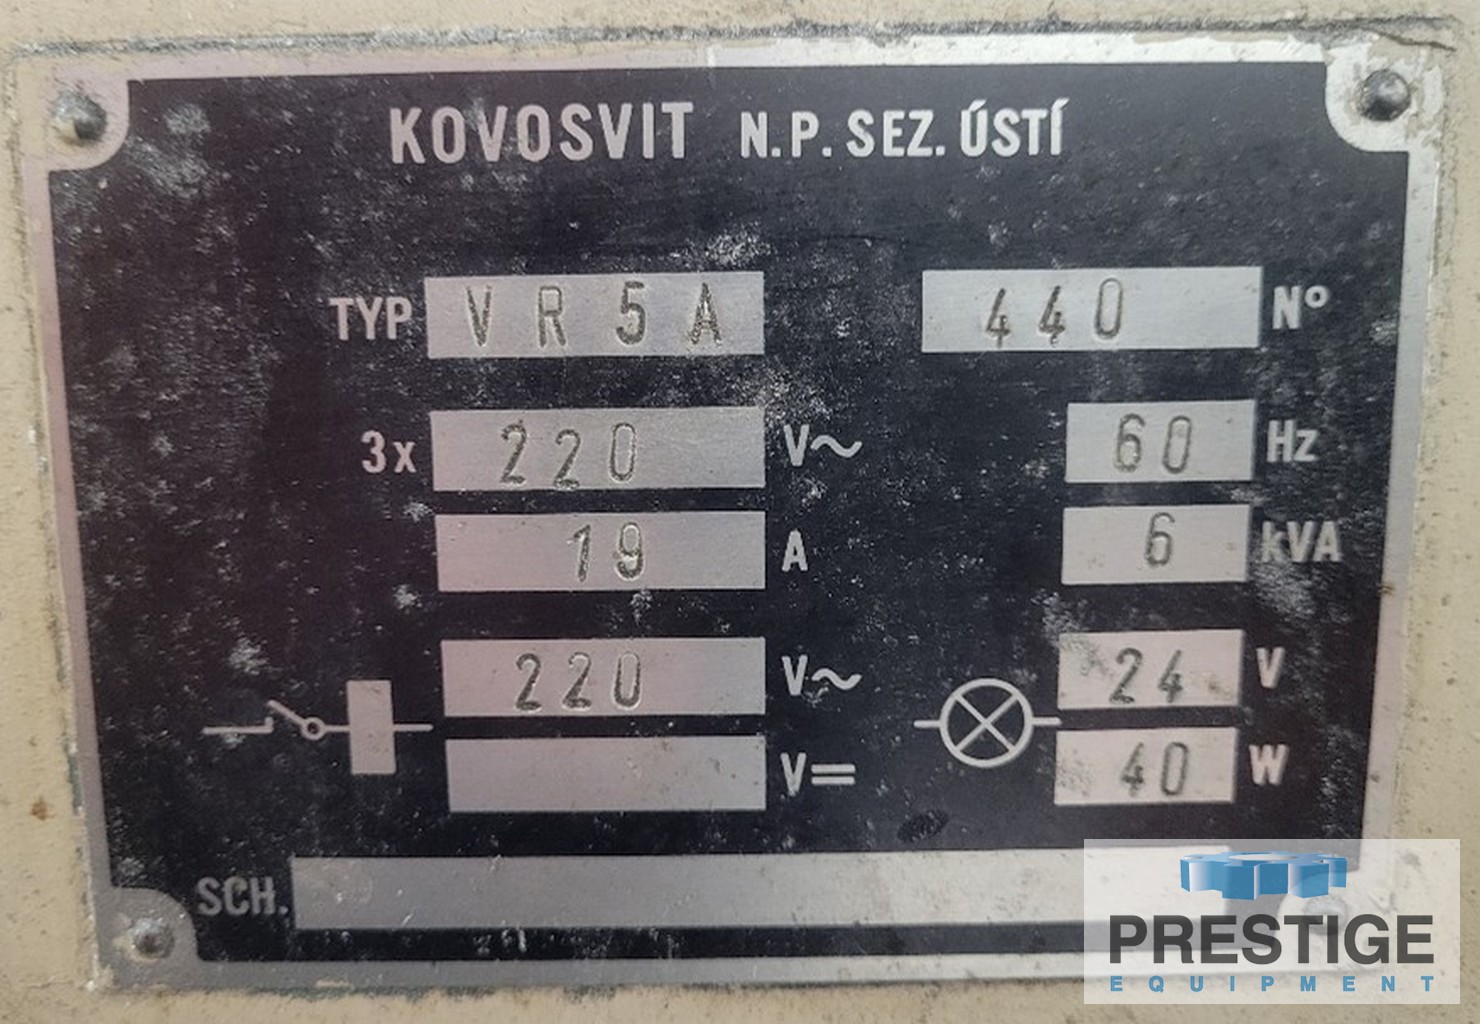 KOVOSVIT N.P. SEZ. ÚSTÍ
TYP VR5A 440 Nº
3x 220 V~ 60 Hz
19 A 6 kVA
220 V~ 24 V
V= 40 W
SCH.
PRESTIGE
EQUIPMENT